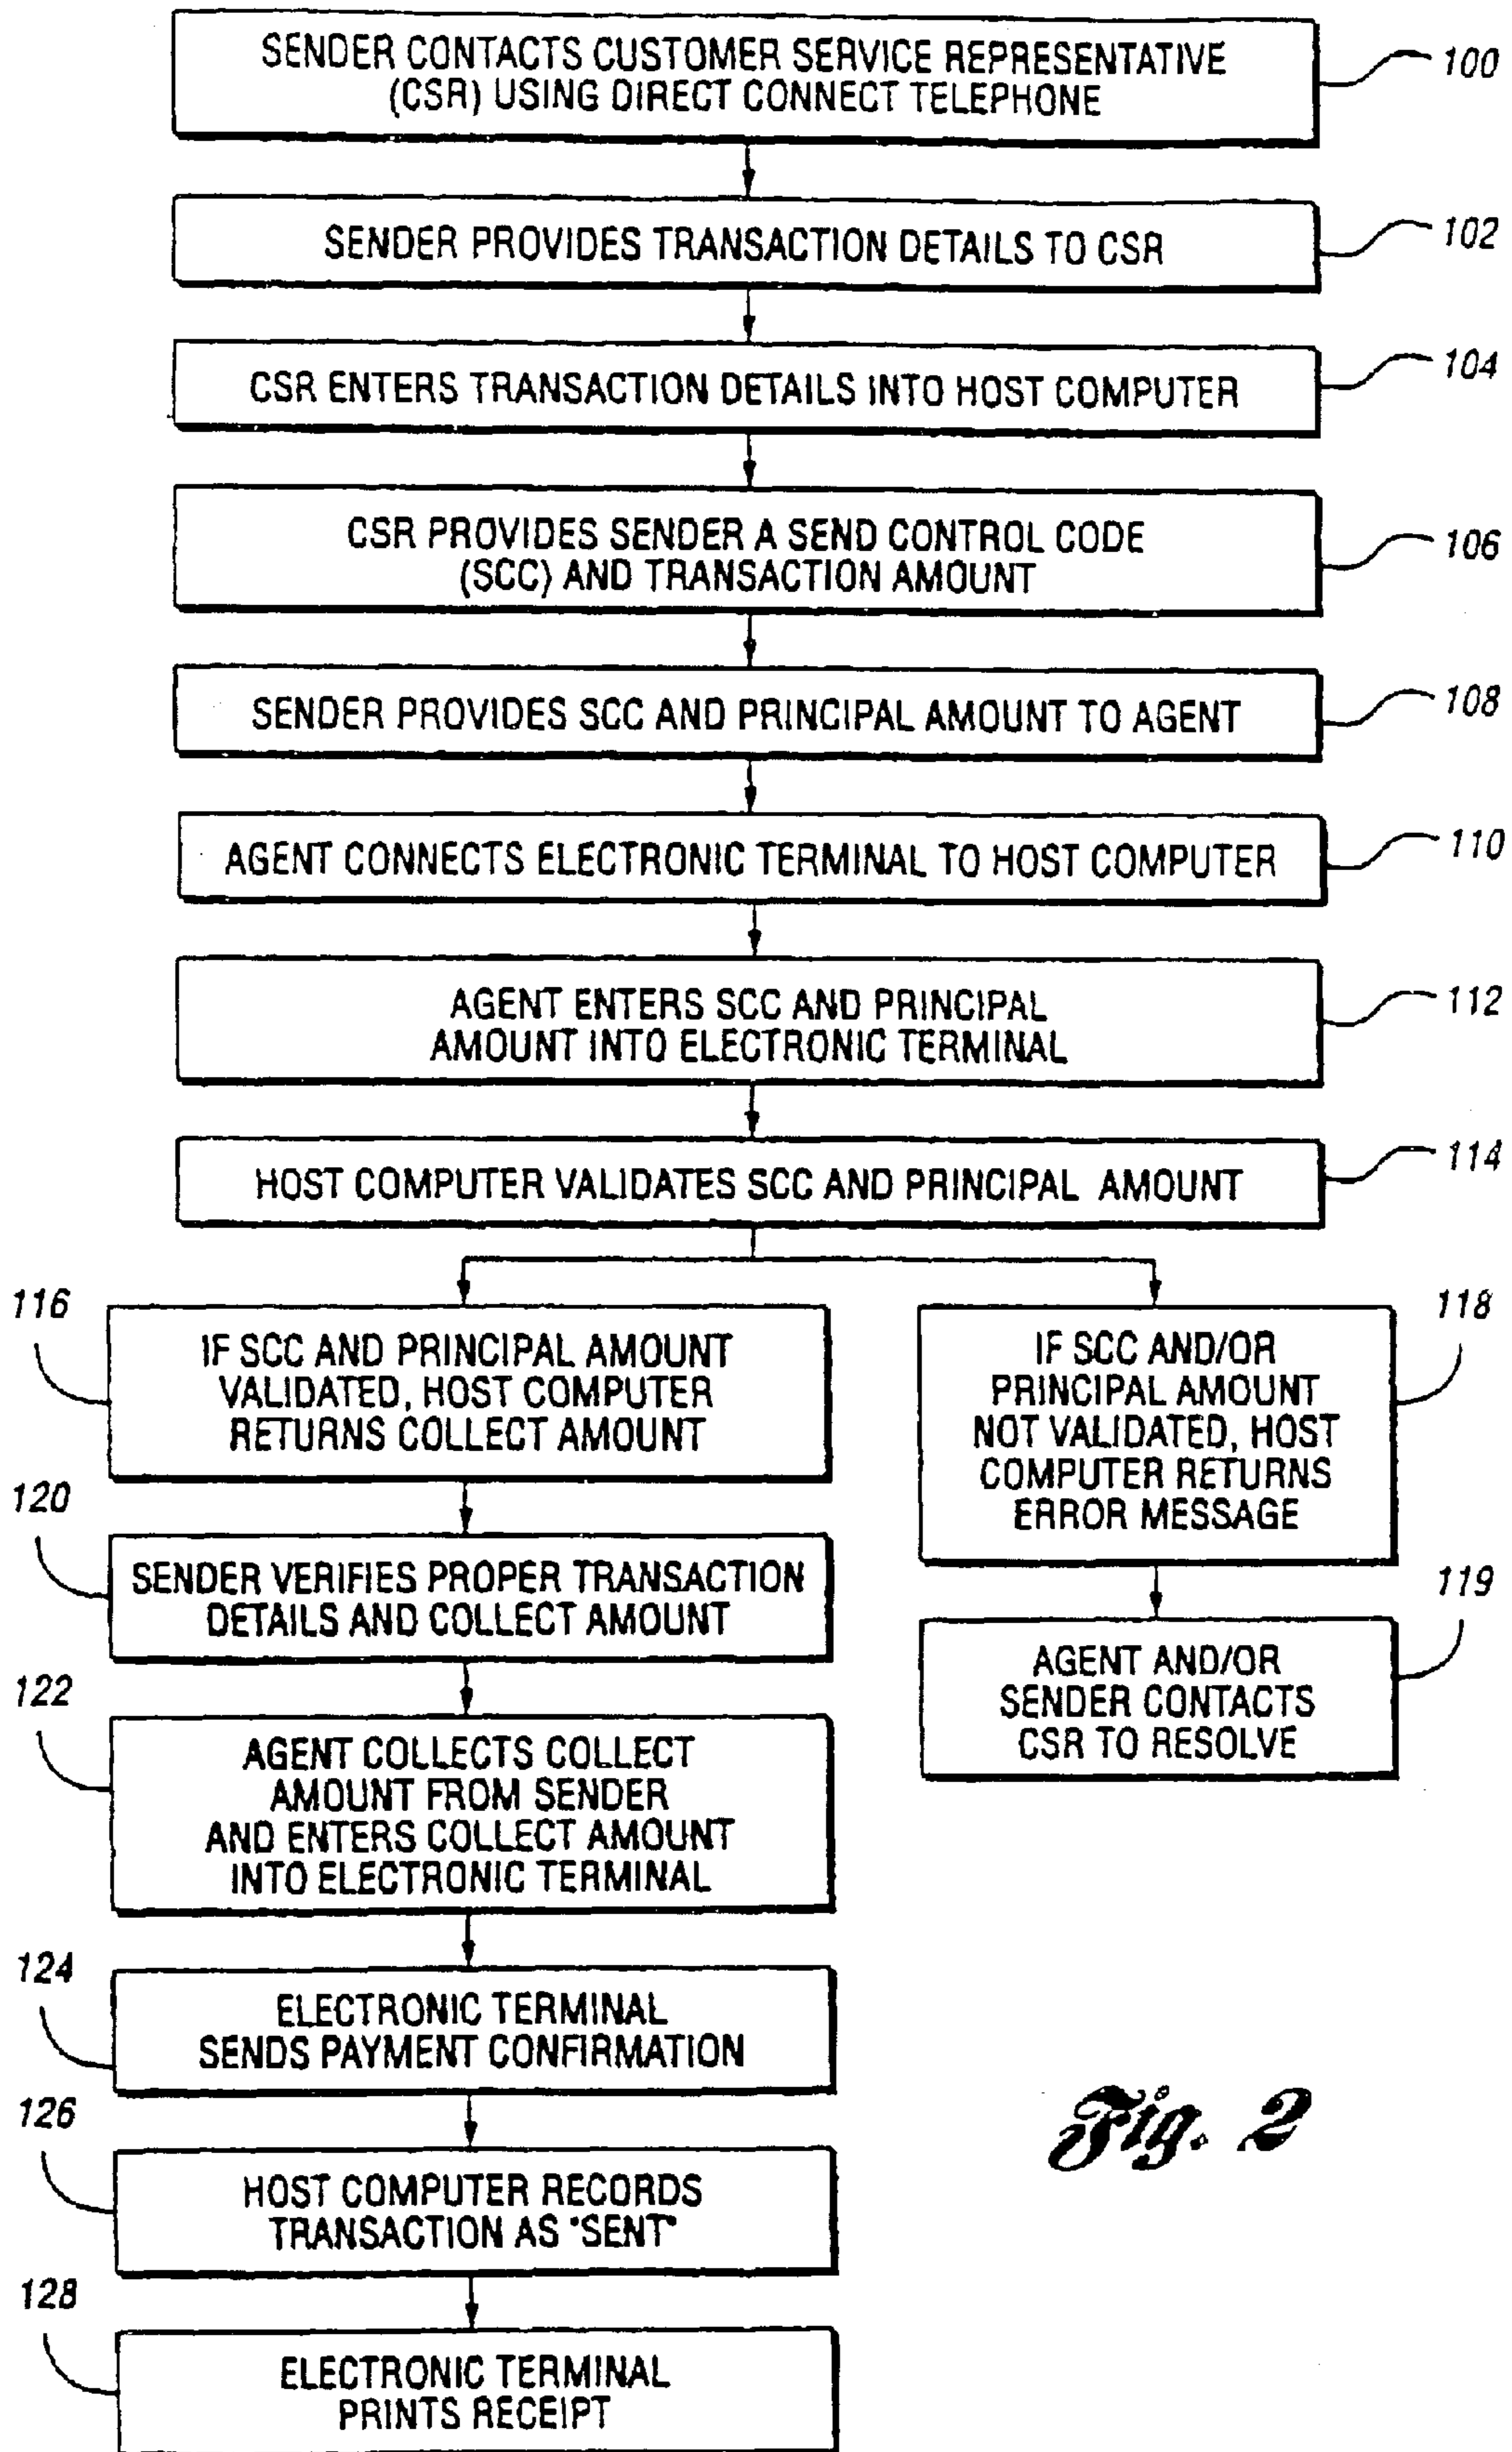 SENDER CONTACTS CUSTOMER SERVICE REPRESENTATIVE
(CSR) USING DIRECT CONNECT TELEPHONE
100
SENDER PROVIDES TRANSACTION DETAILS TO CSR
102
CSR ENTERS TRANSACTION DETAILS INTO HOST COMPUTER
104
CSR PROVIDES SENDER A SEND CONTROL CODE
(SCC) AND TRANSACTION AMOUNT
106
SENDER PROVIDES SCC AND PRINCIPAL AMOUNT TO AGENT
108
AGENT CONNECTS ELECTRONIC TERMINAL TO HOST COMPUTER
110
AGENT ENTERS SCC AND PRINCIPAL
AMOUNT INTO ELECTRONIC TERMINAL
112
HOST COMPUTER VALIDATES SCC AND PRINCIPAL AMOUNT
114
116
IF SCC AND PRINCIPAL AMOUNT
VALIDATED, HOST COMPUTER
RETURNS COLLECT AMOUNT
118
IF SCC AND/OR
PRINCIPAL AMOUNT
NOT VALIDATED, HOST
COMPUTER RETURNS
ERROR MESSAGE
120
SENDER VERIFIES PROPER TRANSACTION
DETAILS AND COLLECT AMOUNT
119
AGENT AND/OR
SENDER CONTACTS
CSR TO RESOLVE
122
AGENT COLLECTS COLLECT
AMOUNT FROM SENDER
AND ENTERS COLLECT AMOUNT
INTO ELECTRONIC TERMINAL
124
ELECTRONIC TERMINAL
SENDS PAYMENT CONFIRMATION
126
HOST COMPUTER RECORDS
TRANSACTION AS "SENT"
128
ELECTRONIC TERMINAL
PRINTS RECEIPT
Fig. 2